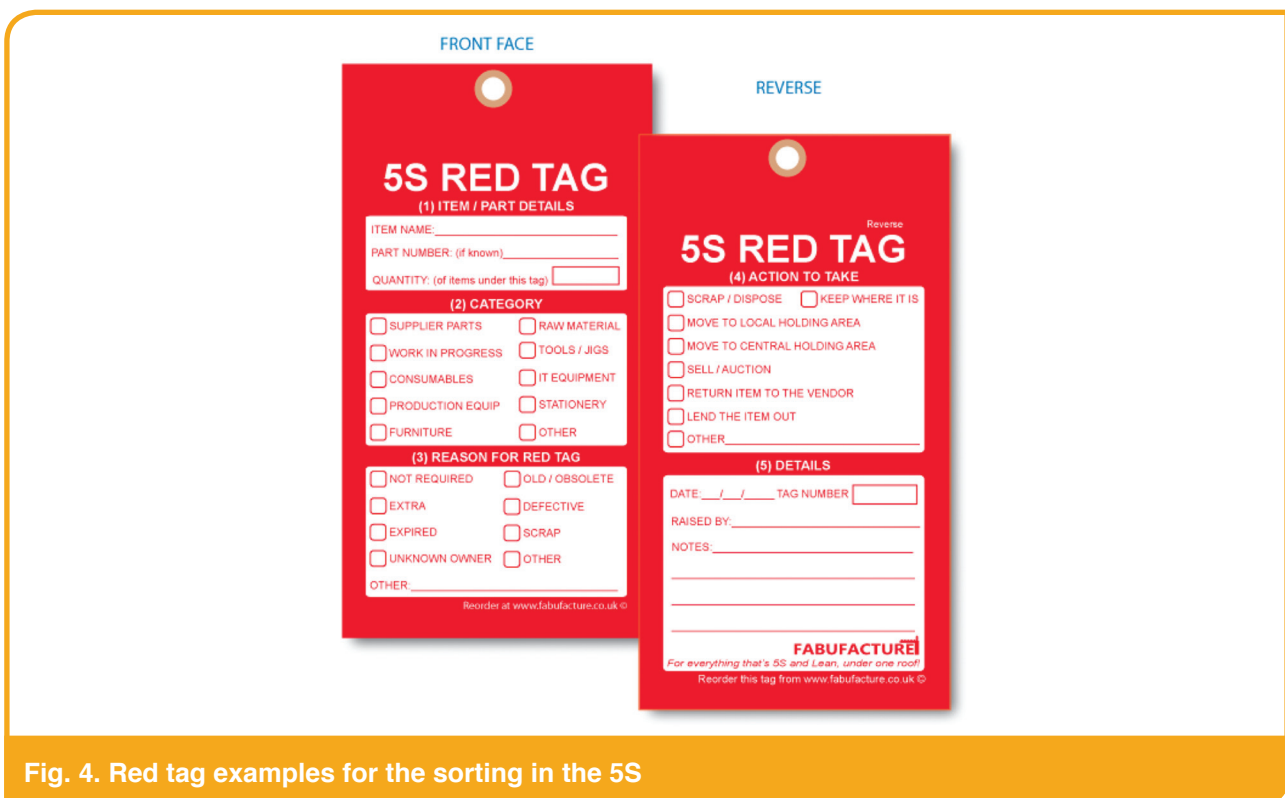 FRONT FACE
5S RED TAG
(1) ITEM / PART DETAILS
ITEM NAME:
PART NUMBER: (if known)
QUANTITY: (of items under this tag)
(2) CATEGORY
SUPPLIER PARTS RAW MATERIAL
WORK IN PROGRESS TOOLS / JIGS
CONSUMABLES IT EQUIPMENT
PRODUCTION EQUIP STATIONERY
FURNITURE OTHER
(3) REASON FOR RED TAG
NOT REQUIRED OLD / OBSOLETE
EXTRA DEFECTIVE
EXPIRED SCRAP
UNKNOWN OWNER OTHER
OTHER:
Reorder at www.fabufacture.co.uk ©
REVERSE
Reverse
5S RED TAG
(4) ACTION TO TAKE
SCRAP / DISPOSE KEEP WHERE IT IS
MOVE TO LOCAL HOLDING AREA
MOVE TO CENTRAL HOLDING AREA
SELL / AUCTION
RETURN ITEM TO THE VENDOR
LEND THE ITEM OUT
OTHER
(5) DETAILS
DATE:__/__/____ TAG NUMBER
RAISED BY:
NOTES:
FABUFACTURE
For everything that's 5S and Lean, under one roof!
Reorder this tag from www.fabufacture.co.uk ©
Fig. 4. Red tag examples for the sorting in the 5S